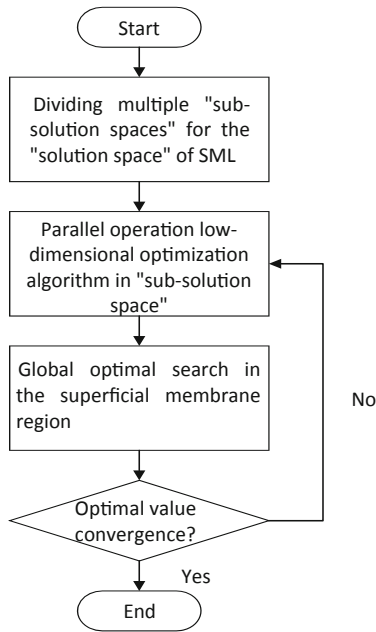 Start
Dividing multiple "sub-
solution spaces" for the
"solution space" of SML
Parallel operation low-
dimensional optimization
algorithm in "sub-solution
space"
Global optimal search in
the superficial membrane
region
No
Optimal value
convergence?
Yes
End